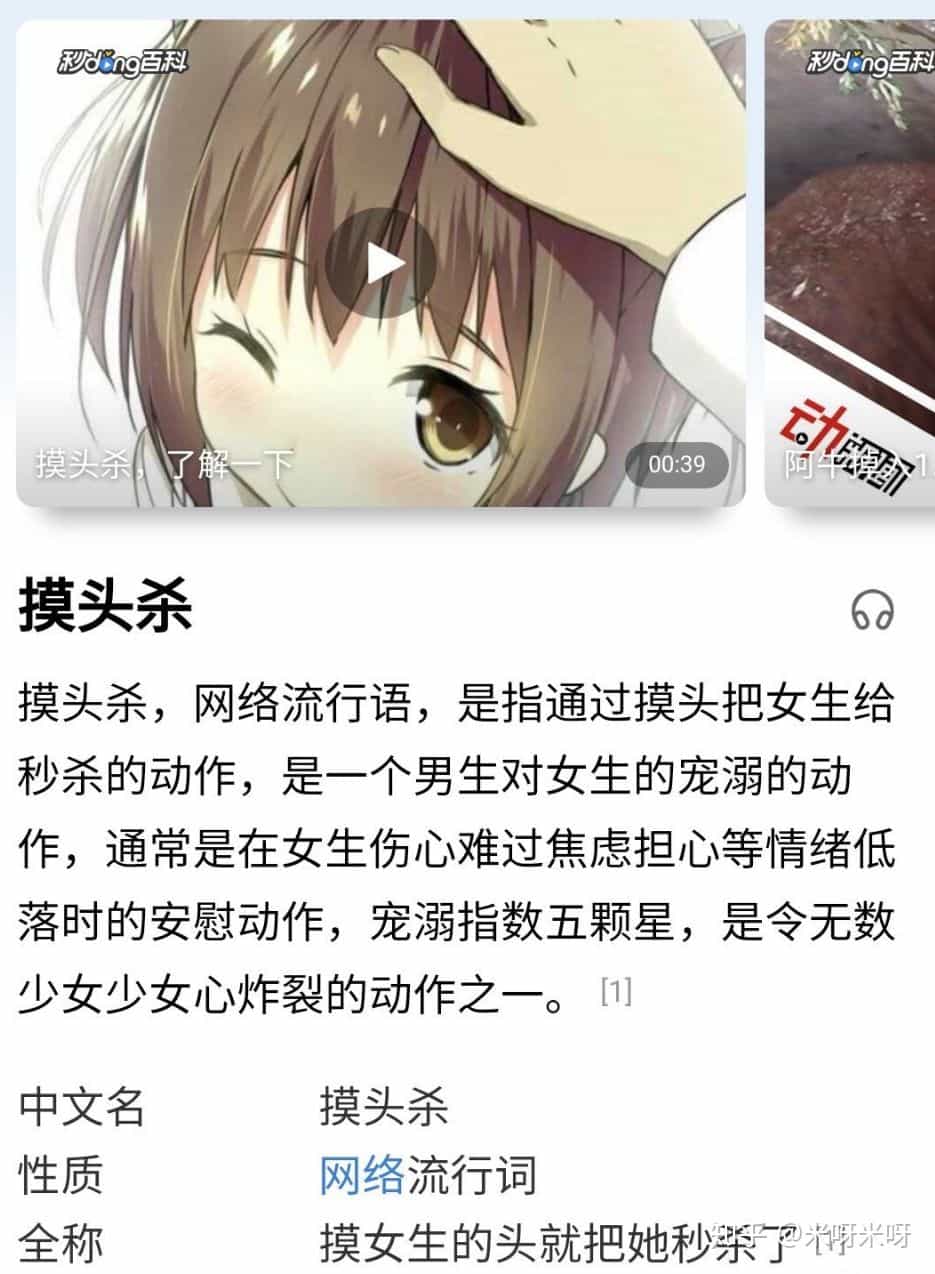 秒dong百科
秒dong百科
摸头杀，了解一下
00:39
动新闻
阿牛掉
摸头杀
摸头杀，网络流行语，是指通过摸头把女生给
秒杀的动作，是一个男生对女生的宠溺的动
作，通常是在女生伤心难过焦虑担心等情绪低
落时的安慰动作，宠溺指数五颗星，是令无数
少女少女心炸裂的动作之一。 [1]
中文名 摸头杀
性质 网络流行词
全称 摸女生的头就把她秒杀了 [1]
知乎 @米呀米呀